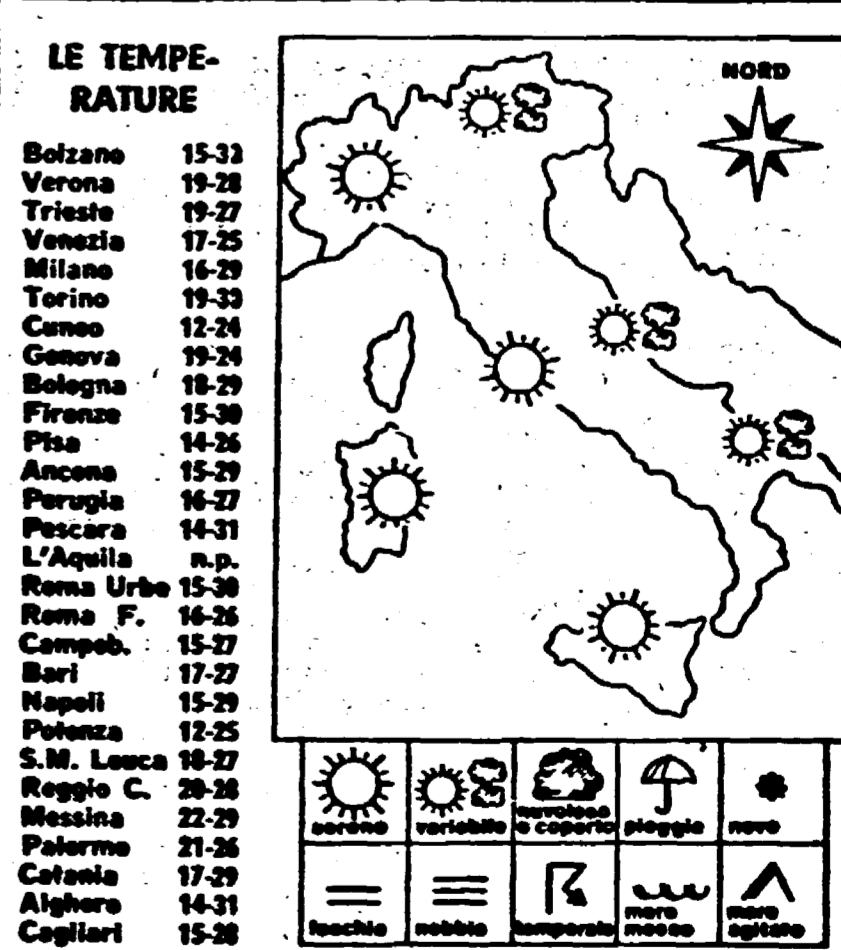 LE TEMPE-
RATURE
Bolzano 15-33
Verona 19-28
Trieste 19-27
Venezia 17-25
Milano 16-29
Torino 19-33
Cuneo 12-24
Genova 19-24
Bologna 18-29
Firenze 15-30
Pisa 14-26
Ancona 15-29
Perugia 16-27
Pescara 14-31
L'Aquila n.p.
Roma Urbe 15-30
Roma F. 16-26
Campob. 15-27
Bari 17-27
Napoli 15-29
Potenza 12-25
S.M. Leuca 18-27
Reggio C. 20-28
Messina 22-29
Palermo 21-26
Catania 17-29
Alghero 14-31
Cagliari 15-28
NORD
sereno
variabile
nuvoloso
e coperto
pioggia
neve
foschia
nebbia
temporale
mare
mosso
mare
agitato